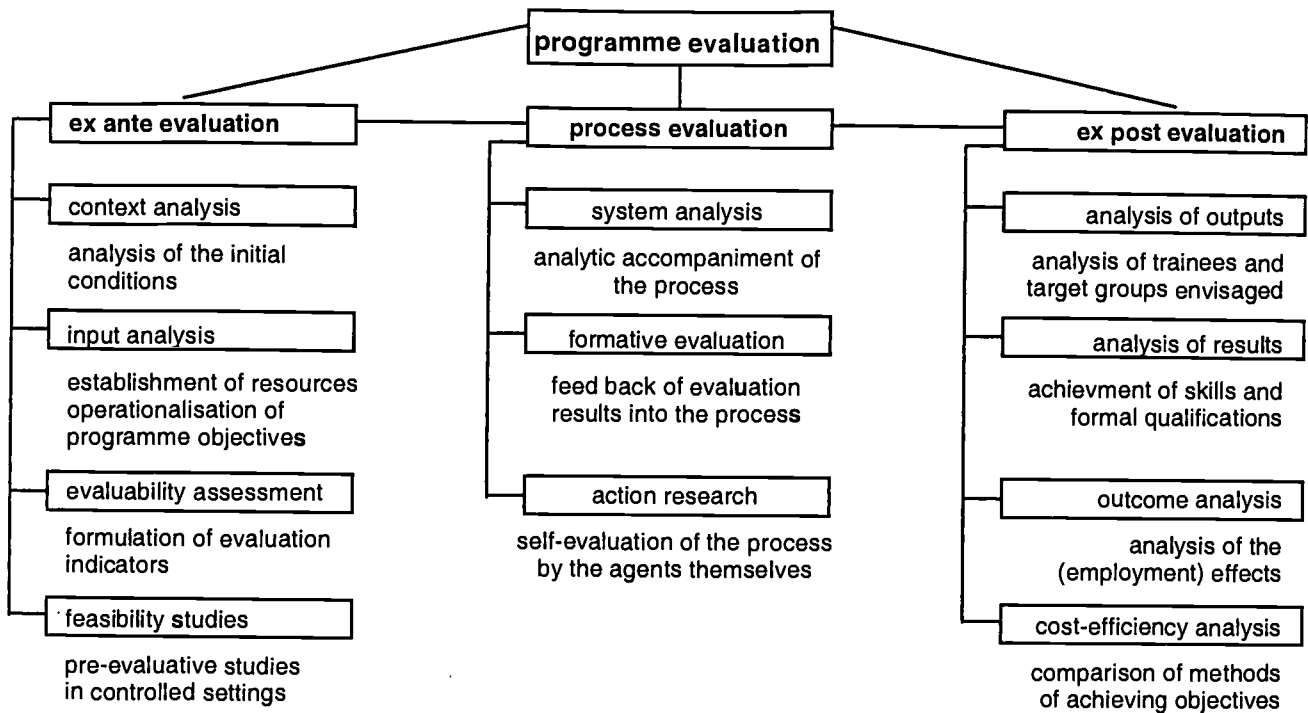 programme evaluation
ex ante evaluation
context analysis
analysis of the initial
conditions
input analysis
establishment of resources
operationalisation of
programme objectives
evaluability assessment
formulation of evaluation
indicators
feasibility studies
pre-evaluative studies
in controlled settings
process evaluation
system analysis
analytic accompaniment of
the process
formative evaluation
feed back of evaluation
results into the process
action research
self-evaluation of the process
by the agents themselves
ex post evaluation
analysis of outputs
analysis of trainees and
target groups envisaged
analysis of results
achievment of skills and
formal qualifications
outcome analysis
analysis of the
(employment) effects
cost-efficiency analysis
comparison of methods
of achieving objectives